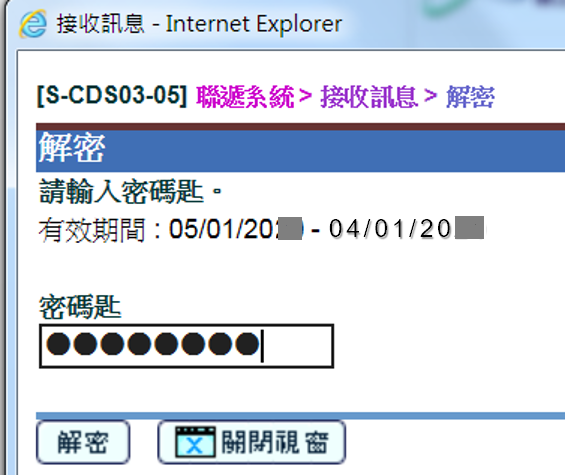 接收訊息 - Internet Explorer
[S-CDS03-05] 聯遞系統 > 接收訊息 > 解密
解密
請輸入密碼匙。
有效期間 : 05/01/20 - 04/01/20
密碼匙
解密 關閉視窗